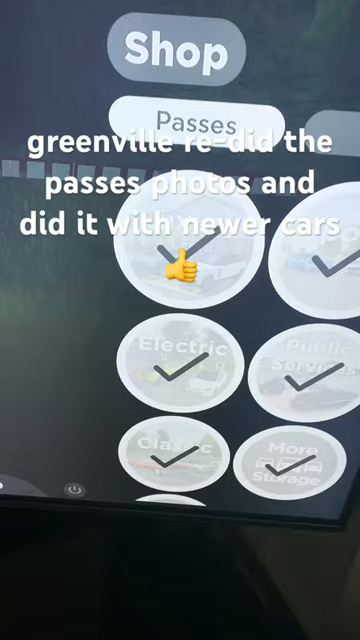 Shop
Passes
greenville re-did the
passes photos and
did it with newer cars
👍
Electric
Public
Service
Classic
More
Storage